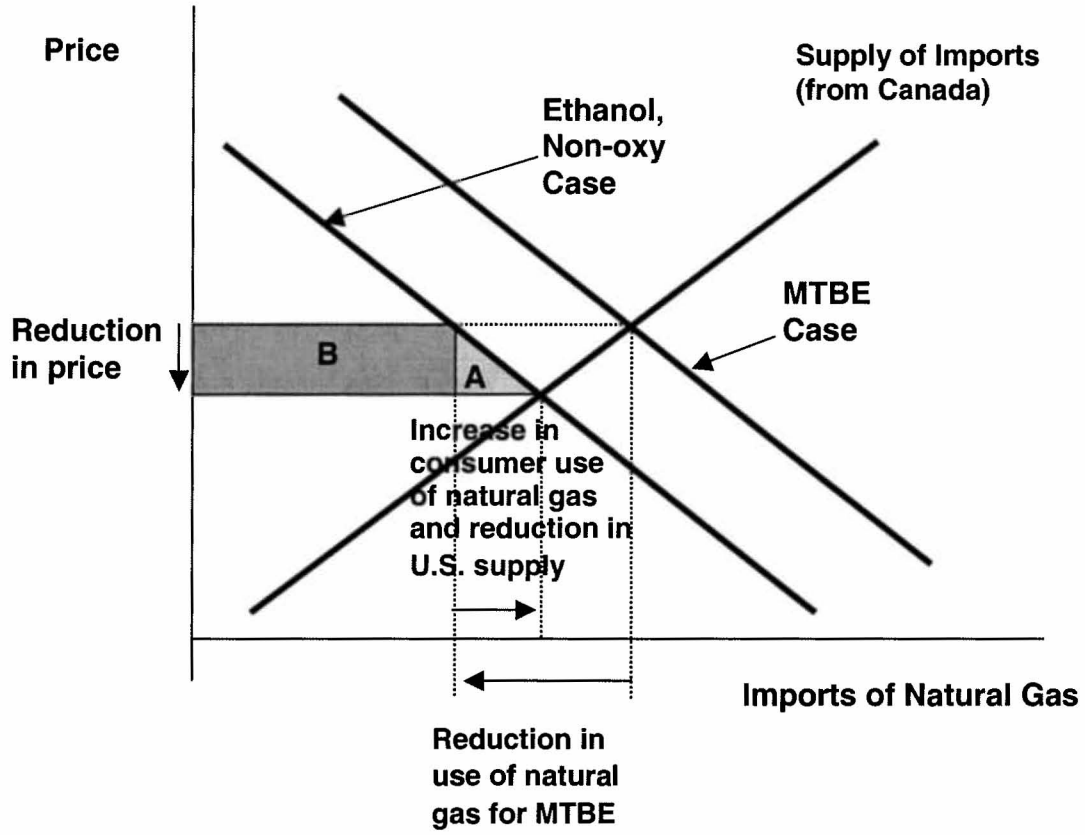 Price
Supply of Imports
(from Canada)
Ethanol,
Non-oxy
Case
MTBE
Case
Reduction
in price
B
A
Increase in
consumer use
of natural gas
and reduction in
U.S. supply
Imports of Natural Gas
Reduction in
use of natural
gas for MTBE